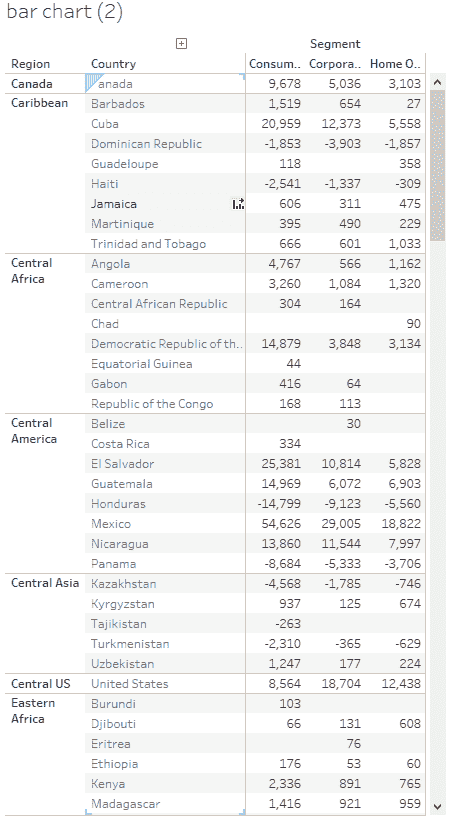 bar chart (2)
Segment
Region Country Consum.. Corpora.. Home O..
Canada anada 9,678 5,036 3,103
Caribbean Barbados 1,519 654 27
Cuba 20,959 12,373 5,558
Dominican Republic -1,853 -3,903 -1,857
Guadeloupe 118 358
Haiti -2,541 -1,337 -309
Jamaica 606 311 475
Martinique 395 490 229
Trinidad and Tobago 666 601 1,033
Central Africa Angola 4,767 566 1,162
Cameroon 3,260 1,084 1,320
Central African Republic 304 164
Chad 90
Democratic Republic of th.. 14,879 3,848 3,134
Equatorial Guinea 44
Gabon 416 64
Republic of the Congo 168 113
Central America Belize 30
Costa Rica 334
El Salvador 25,381 10,814 5,828
Guatemala 14,969 6,072 6,903
Honduras -14,799 -9,123 -5,560
Mexico 54,626 29,005 18,822
Nicaragua 13,860 11,544 7,997
Panama -8,684 -5,333 -3,706
Central Asia Kazakhstan -4,568 -1,785 -746
Kyrgyzstan 937 125 674
Tajikistan -263
Turkmenistan -2,310 -365 -629
Uzbekistan 1,247 177 224
Central US United States 8,564 18,704 12,438
Eastern Africa Burundi 103
Djibouti 66 131 608
Eritrea 76
Ethiopia 176 53 60
Kenya 2,336 891 765
Madagascar 1,416 921 959